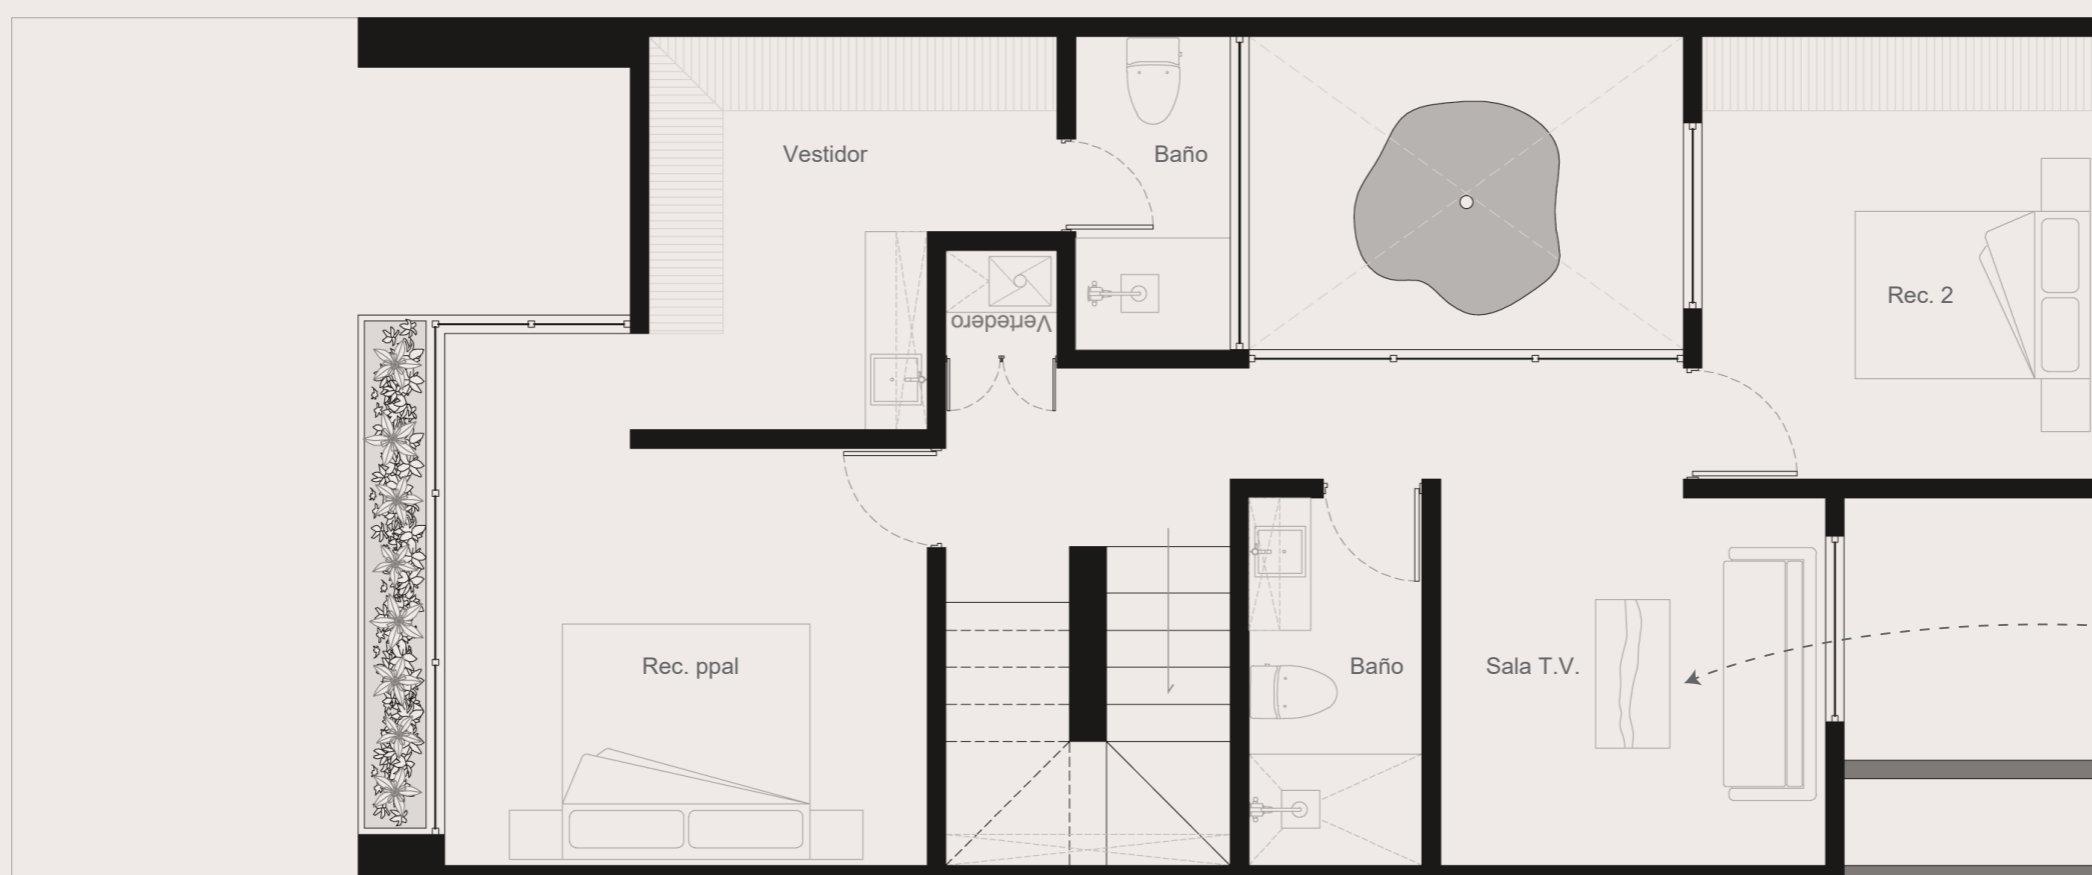 Vestidor
Baño
Rec. 2
Vertedero
Rec. ppal
Baño
Sala T.V.